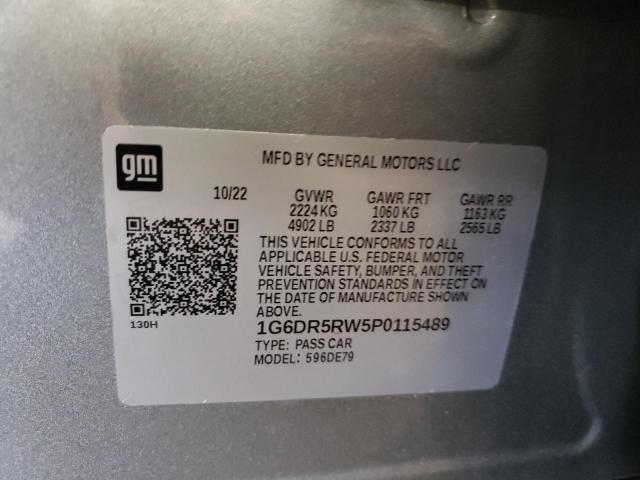 gm
MFD BY GENERAL MOTORS LLC
10/22 GVWR GAWR FRT GAWR RR
2224 KG 1060 KG 1163 KG
4902 LB 2337 LB 2565 LB
THIS VEHICLE CONFORMS TO ALL
APPLICABLE U.S. FEDERAL MOTOR
VEHICLE SAFETY, BUMPER, AND THEFT
PREVENTION STANDARDS IN EFFECT ON
THE DATE OF MANUFACTURE SHOWN
ABOVE.
130H
1G6DR5RW5P0115489
TYPE: PASS CAR
MODEL: 596DE79